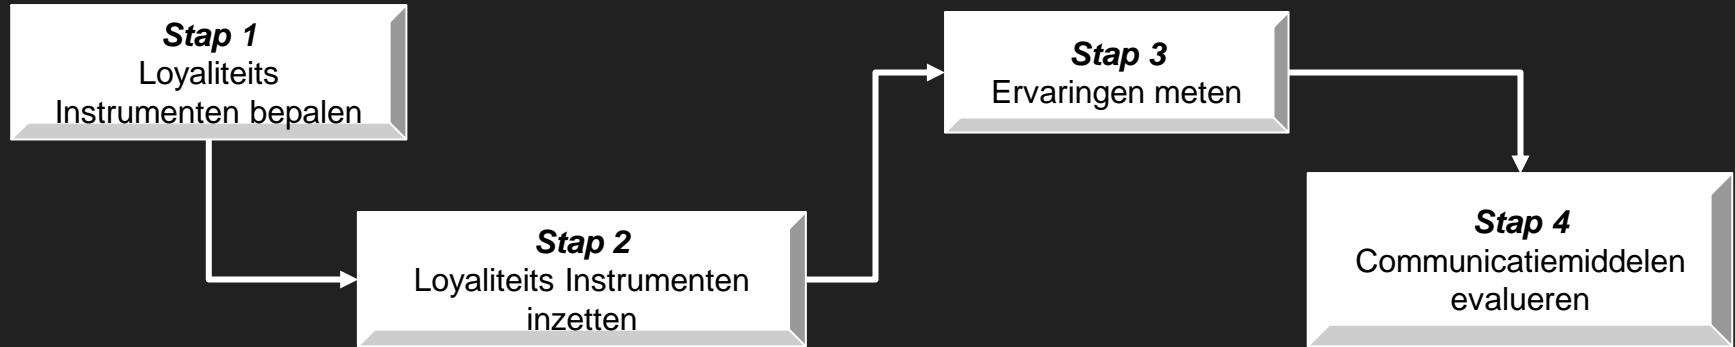 Stap 1
Loyaliteits
Instrumenten bepalen
Stap 2
Loyaliteits Instrumenten
inzetten
Stap 3
Ervaringen meten
Stap 4
Communicatiemiddelen
evalueren